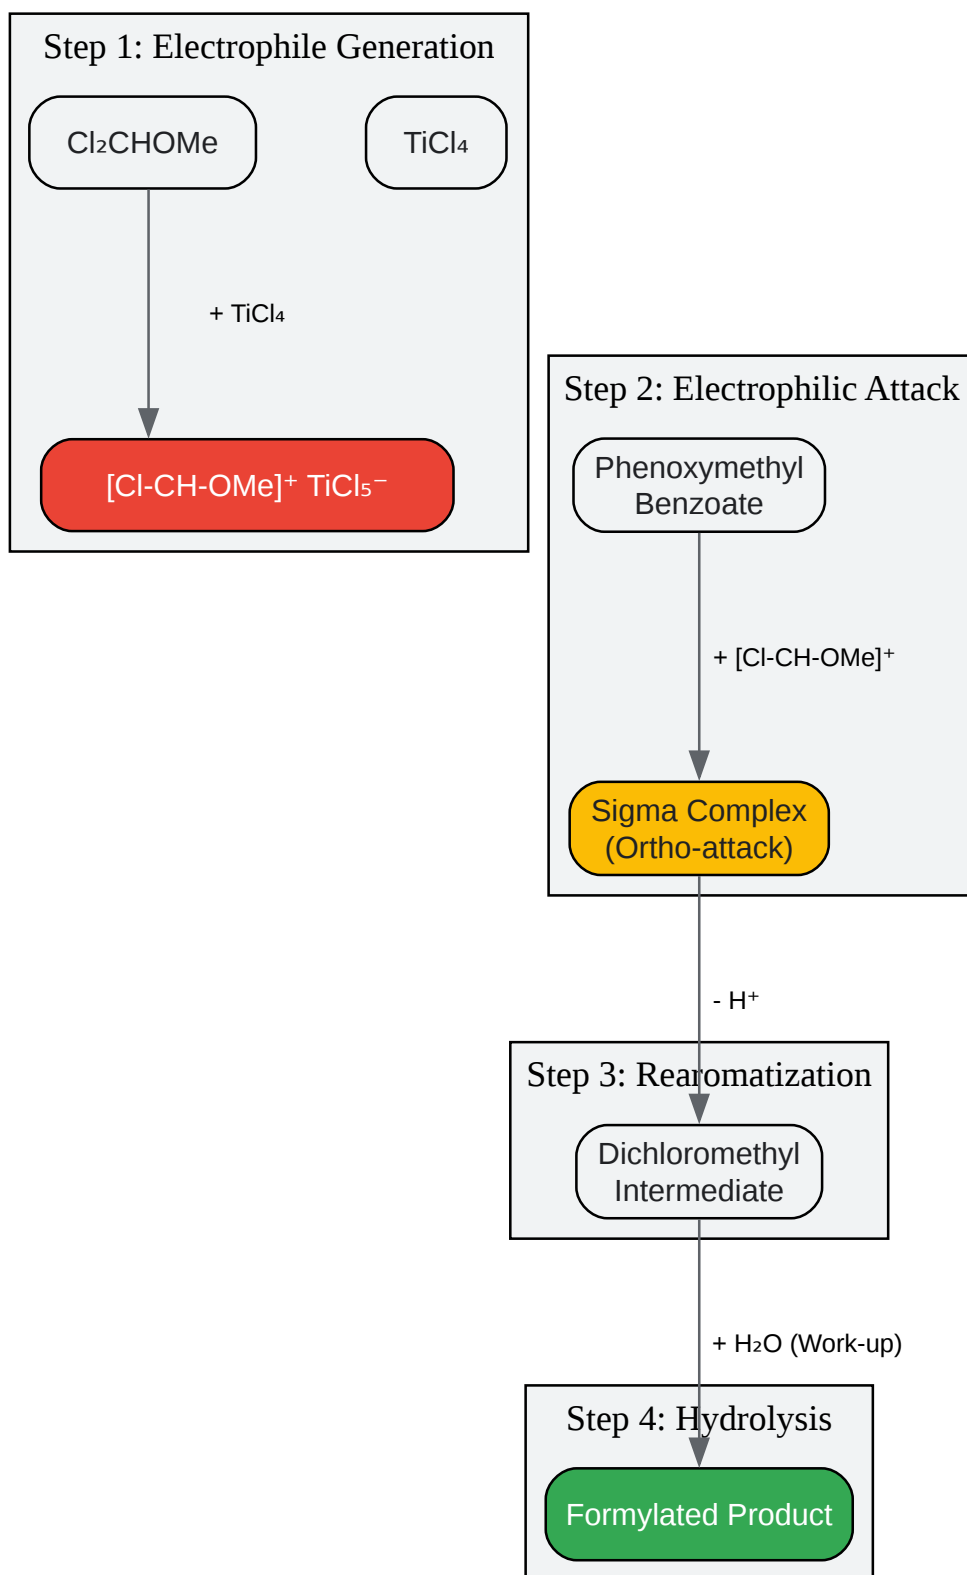 Step 1: Electrophile Generation
Cl₂CHOMe
TiCl₄
+ TiCl₄
[Cl-CH-OMe]⁺ TiCl₅⁻
Step 2: Electrophilic Attack
Phenoxymethyl
Benzoate
+ [Cl-CH-OMe]⁺
Sigma Complex
(Ortho-attack)
- H⁺
Step 3: Rearomatization
Dichloromethyl
Intermediate
+ H₂O (Work-up)
Step 4: Hydrolysis
Formylated Product